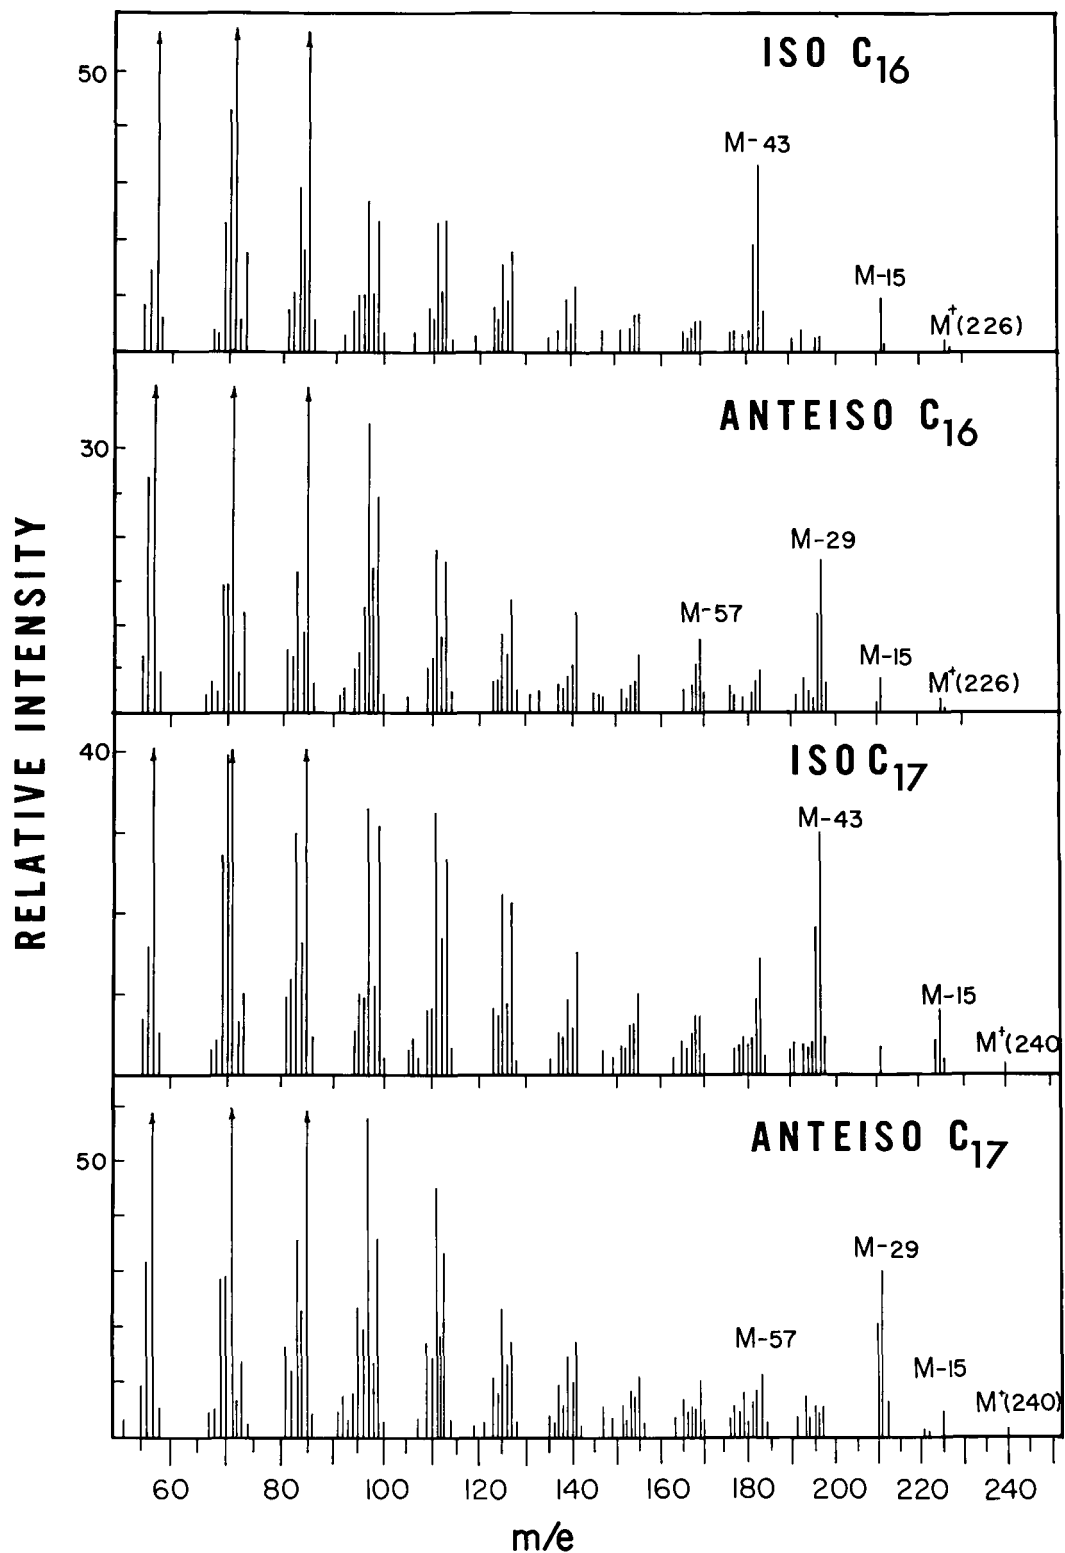 ISO C16
50
M-43
M-15
M+(226)
ANTEISO C16
30
M-29
M-57
M-15
M+(226)
ISO C17
40
M-43
M-15
M+(240
ANTEISO C17
50
M-29
M-57
M-15
M+(240)
RELATIVE INTENSITY
60 80 100 120 140 160 180 200 220 240
m/e